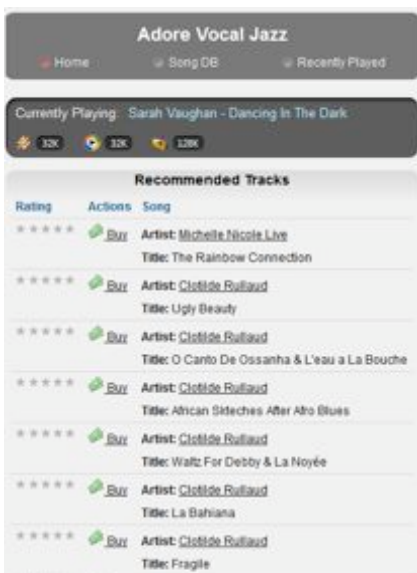 Adore Vocal Jazz
Home Song DB Recently Played
Currently Playing: Sarah Vaughan - Dancing In The Dark
32K 32K 128K
Recommended Tracks
Rating Actions Song
Buy Artist: Michelle Nicole Live
Title: The Rainbow Connection
Buy Artist: Clotilde Rullaud
Title: Ugly Beauty
Buy Artist: Clotilde Rullaud
Title: O Canto De Ossanha & L'eau a La Bouche
Buy Artist: Clotilde Rullaud
Title: African Sketches After Afro Blues
Buy Artist: Clotilde Rullaud
Title: Waltz For Debby & La Noyée
Buy Artist: Clotilde Rullaud
Title: La Bahiana
Buy Artist: Clotilde Rullaud
Title: Fragile